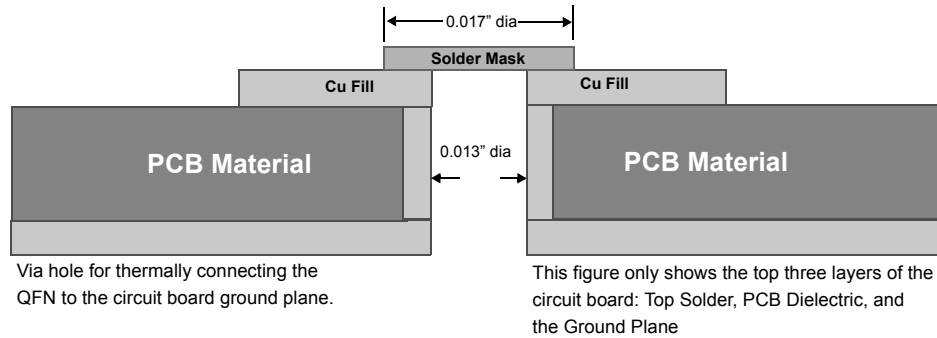 0.017” dia
Solder Mask
Cu Fill
Cu Fill
PCB Material
0.013” dia
PCB Material
Via hole for thermally connecting the
QFN to the circuit board ground plane.
This figure only shows the top three layers of the
circuit board: Top Solder, PCB Dielectric, and
the Ground Plane